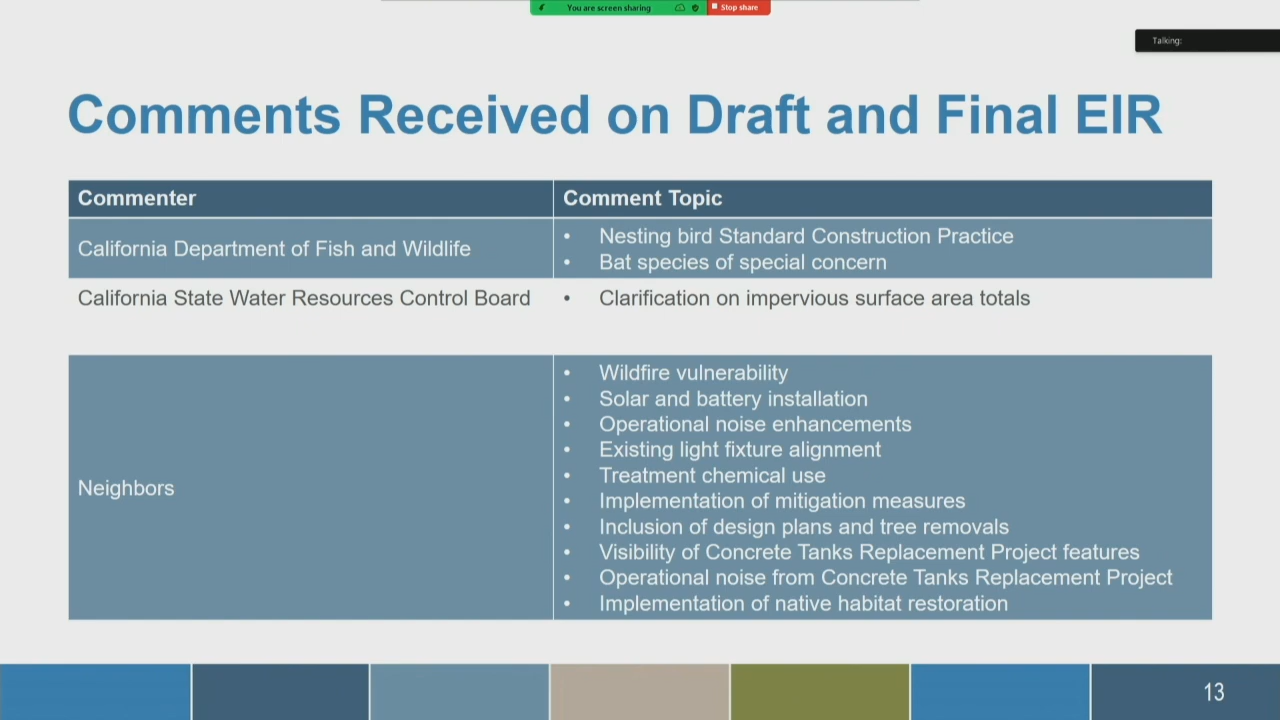 You are screen sharing
Stop share
Talking:
Comments Received on Draft and Final EIR
Commenter
Comment Topic
California Department of Fish and Wildlife
• Nesting bird Standard Construction Practice
• Bat species of special concern
California State Water Resources Control Board
• Clarification on impervious surface area totals
Neighbors
• Wildfire vulnerability
• Solar and battery installation
• Operational noise enhancements
• Existing light fixture alignment
• Treatment chemical use
• Implementation of mitigation measures
• Inclusion of design plans and tree removals
• Visibility of Concrete Tanks Replacement Project features
• Operational noise from Concrete Tanks Replacement Project
• Implementation of native habitat restoration
13